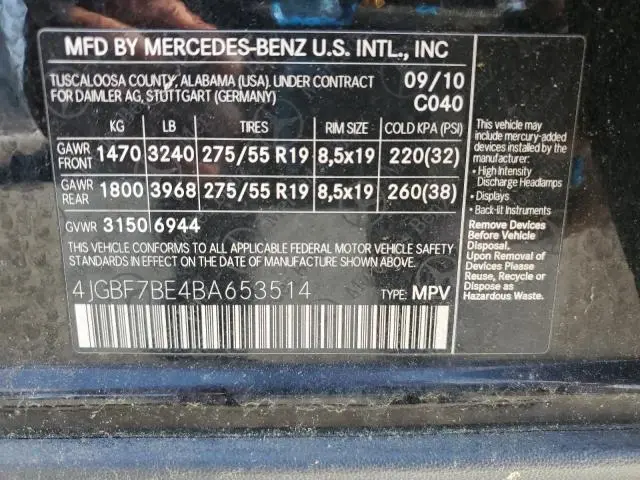 MFD BY MERCEDES-BENZ U.S. INTL., INC
TUSCALOOSA COUNTY, ALABAMA (USA), UNDER CONTRACT
FOR DAIMLER AG, STUTTGART (GERMANY)
09/10
C040
KG LB TIRES RIM SIZE COLD KPA (PSI)
GAWR FRONT 1470 3240 275/55 R19 8,5x19 220(32)
GAWR REAR 1800 3968 275/55 R19 8,5x19 260(38)
GVWR 3150 6944
THIS VEHICLE CONFORMS TO ALL APPLICABLE FEDERAL MOTOR VEHICLE SAFETY
STANDARDS IN EFFECT ON THE DATE OF MANUFACTURE SHOWN ABOVE.
4JGBF7BE4BA653514 TYPE: MPV
This vehicle may
include mercury-added
devices installed by the
manufacturer:
• High Intensity
Discharge Headlamps
• Displays
• Back-lit Instruments
Remove Devices
Before Vehicle
Disposal.
Upon Removal of
Devices Please
Reuse, Recycle or
Dispose as
Hazardous Waste.